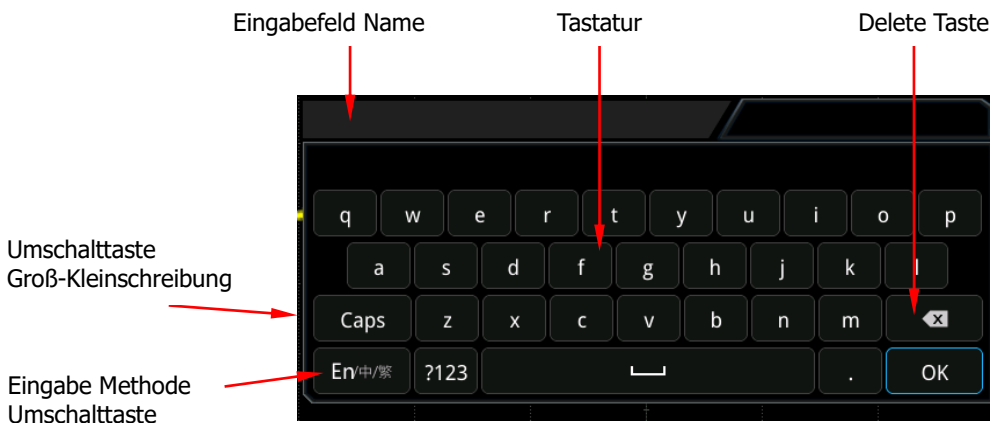 Eingabefeld Name Tastatur Delete Taste
q w e r t y u i o p
Umschalttaste
Groß-Kleinschreibung
a s d f g h j k l
Caps z x c v b n m
En/中/繁 ?123 . OK
Eingabe Methode
Umschalttaste